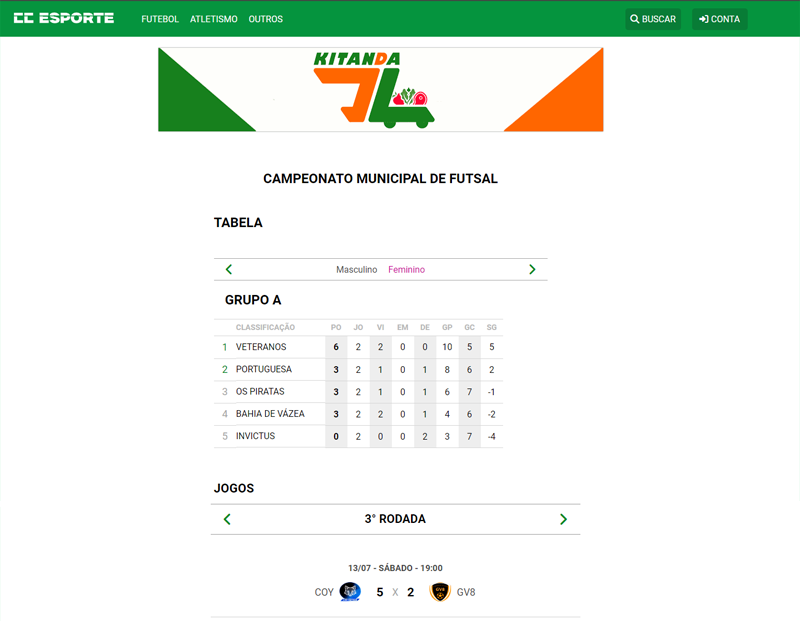 CC ESPORTE FUTEBOL ATLETISMO OUTROS BUSCAR CONTA
KITANDA
JL
CAMPEONATO MUNICIPAL DE FUTSAL
TABELA
Masculino Feminino
GRUPO A
CLASSIFICAÇÃO PO JO VI EM DE GP GC SG
1 VETERANOS 6 2 2 0 0 10 5 5
2 PORTUGUESA 3 2 1 0 1 8 6 2
3 OS PIRATAS 3 2 1 0 1 6 7 -1
4 BAHIA DE VÁZEA 3 2 2 0 1 4 6 -2
5 INVICTUS 0 2 0 0 2 3 7 -4
JOGOS
3° RODADA
13/07 - SÁBADO - 19:00
COY 5 X 2 GV8 GV8